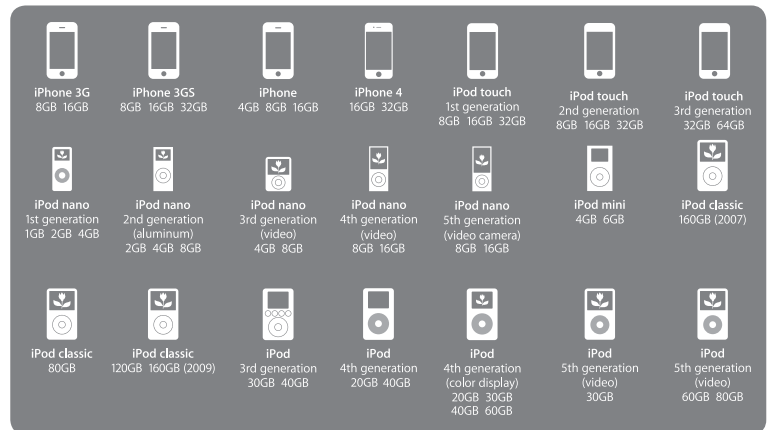 iPhone 3G
8GB 16GB
iPhone 3GS
8GB 16GB 32GB
iPhone
4GB 8GB 16GB
iPhone 4
16GB 32GB
iPod touch
1st generation
8GB 16GB 32GB
iPod touch
2nd generation
8GB 16GB 32GB
iPod touch
3rd generation
32GB 64GB
iPod nano
1st generation
1GB 2GB 4GB
iPod nano
2nd generation
(aluminum)
2GB 4GB 8GB
iPod nano
3rd generation
(video)
4GB 8GB
iPod nano
4th generation
(video)
8GB 16GB
iPod nano
5th generation
(video camera)
8GB 16GB
iPod mini
4GB 6GB
iPod classic
160GB (2007)
iPod classic
80GB
iPod classic
120GB 160GB (2009)
iPod
3rd generation
30GB 40GB
iPod
4th generation
20GB 40GB
iPod
4th generation
(color display)
20GB 30GB
40GB 60GB
iPod
5th generation
(video)
30GB
iPod
5th generation
(video)
60GB 80GB